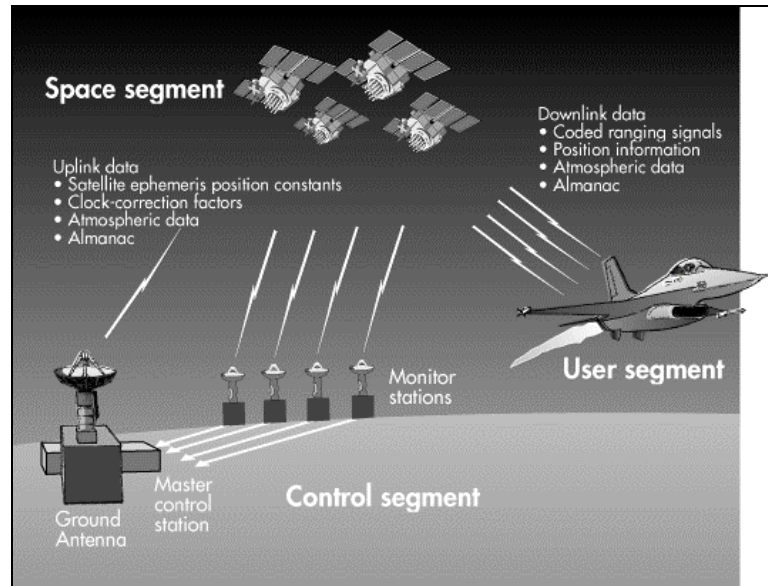 Space segment
Downlink data
• Coded ranging signals
• Position information
• Atmospheric data
• Almanac
Uplink data
• Satellite ephemeris position constants
• Clock-correction factors
• Atmospheric data
• Almanac
User segment
Monitor
stations
Control segment
Master
control
station
Ground
Antenna